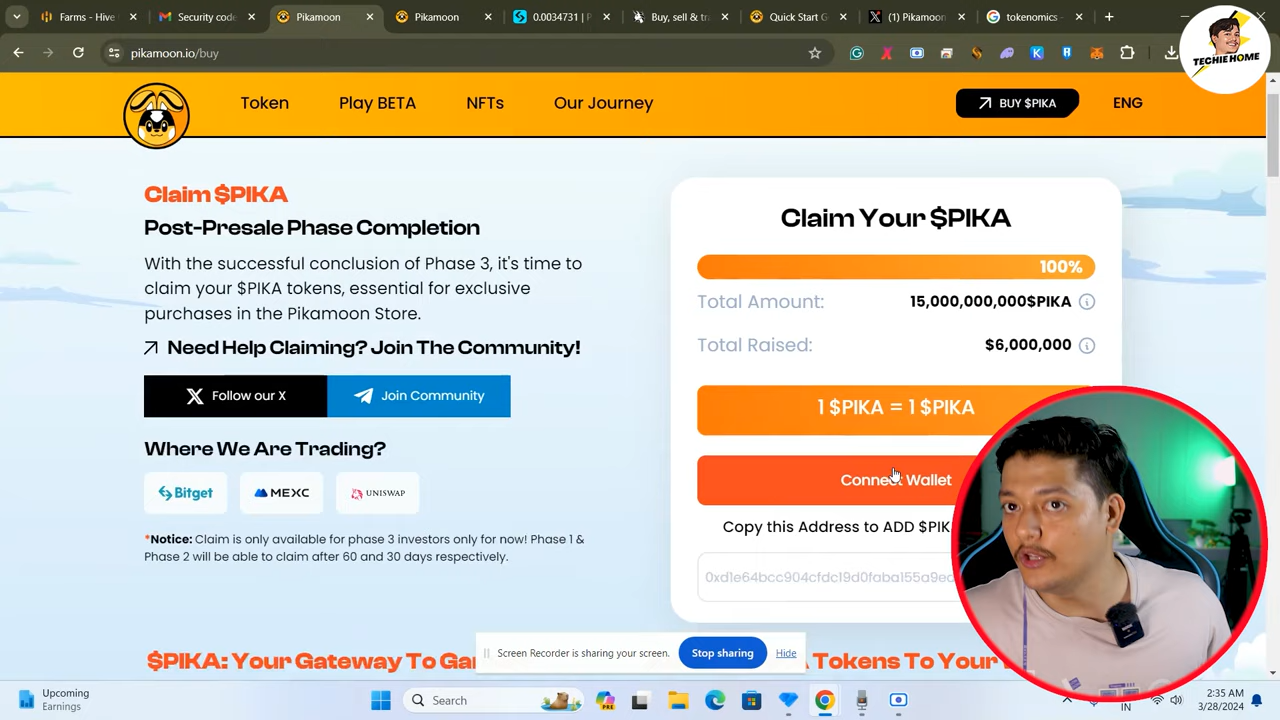 Farms - Hive
Security code
Pikamoon
Pikamoon
0.0034731 | P
Buy, sell & tr
Quick Start G
(1) Pikamoon
tokenomics -
TECHIE HOME
pikamoon.io/buy
Token
Play BETA
NFTs
Our Journey
BUY $PIKA
ENG
Claim $PIKA
Post-Presale Phase Completion
With the successful conclusion of Phase 3, it's time to
claim your $PIKA tokens, essential for exclusive
purchases in the Pikamoon Store.
Need Help Claiming? Join The Community!
Follow our X
Join Community
Where We Are Trading?
Bitget
MEXC
UNISWAP
*Notice: Claim is only available for phase 3 investors only for now! Phase 1 &
Phase 2 will be able to claim after 60 and 30 days respectively.
Claim Your $PIKA
100%
Total Amount: 15,000,000,000$PIKA
Total Raised: $6,000,000
1 $PIKA = 1 $PIKA
Connect Wallet
Copy this Address to ADD $PIK
0xd1e64bcc904cfdc19d0faba155a9ec
Screen Recorder is sharing your screen.
Stop sharing
Hide
$PIKA: Your Gateway To Ga
A Tokens To Your
Upcoming
Earnings
Search
PRE
IN
2:35 AM
3/28/2024